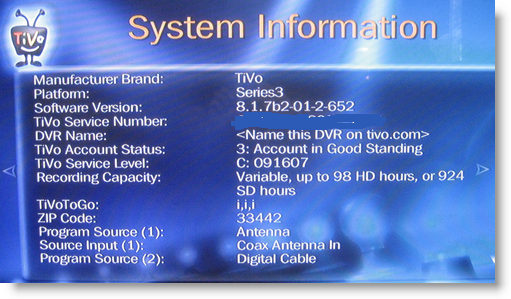 TiVo
System Information
Manufacturer Brand: TiVo
Platform: Series3
Software Version: 8.1.7b2-01-2-652
TiVo Service Number:
DVR Name: <Name this DVR on tivo.com>
TiVo Account Status: 3: Account in Good Standing
TiVo Service Level: C: 091607
Recording Capacity: Variable, up to 98 HD hours, or 924
SD hours
TiVoToGo: i,i,i
ZIP Code: 33442
Program Source (1): Antenna
Source Input (1): Coax Antenna In
Program Source (2): Digital Cable